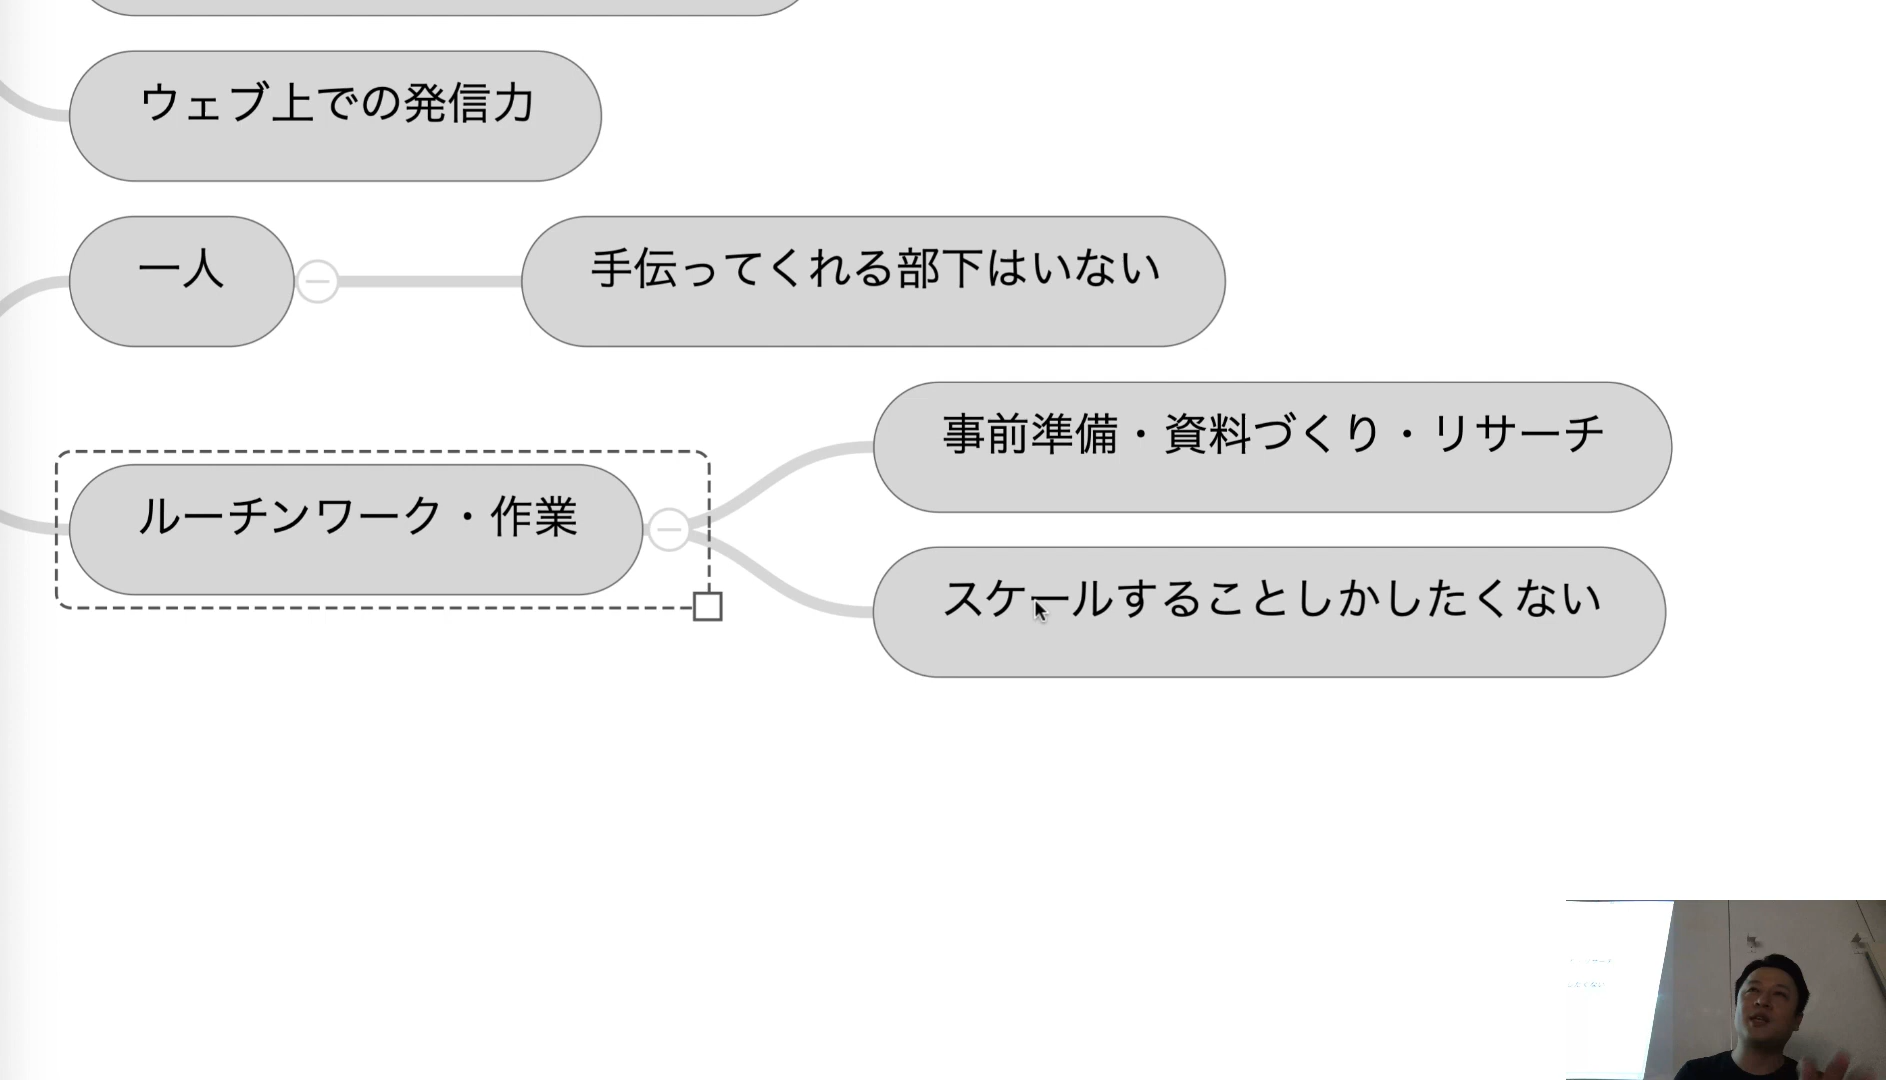 ウェブ上での発信力
一人
手伝ってくれる部下はいない
事前準備・資料づくり・リサーチ
ルーチンワーク・作業
スケールすることしかしたくない